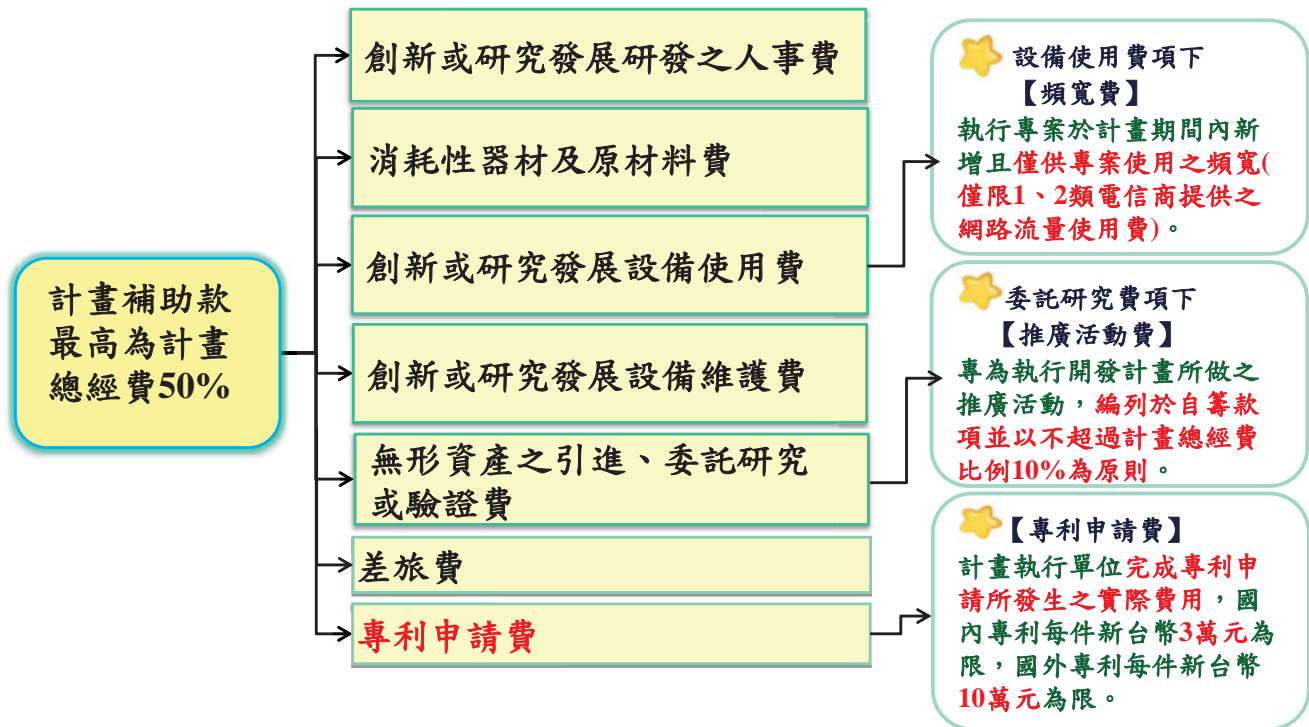 計畫補助款
最高為計畫
總經費50%
創新或研究發展研發之人事費
消耗性器材及原材料費
創新或研究發展設備使用費
創新或研究發展設備維護費
無形資產之引進、委託研究
或驗證費
差旅費
專利申請費
設備使用費項下
【頻寬費】
執行專案於計畫期間內新
增且僅供專案使用之頻寬(
僅限1、2類電信商提供之
網路流量使用費)。
委託研究費項下
【推廣活動費】
專為執行開發計畫所做之
推廣活動，編列於自籌款
項並以不超過計畫總經費
比例10%為原則。
【專利申請費】
計畫執行單位完成專利申
請所發生之實際費用，國
內專利每件新台幣3萬元為
限，國外專利每件新台幣
10萬元為限。